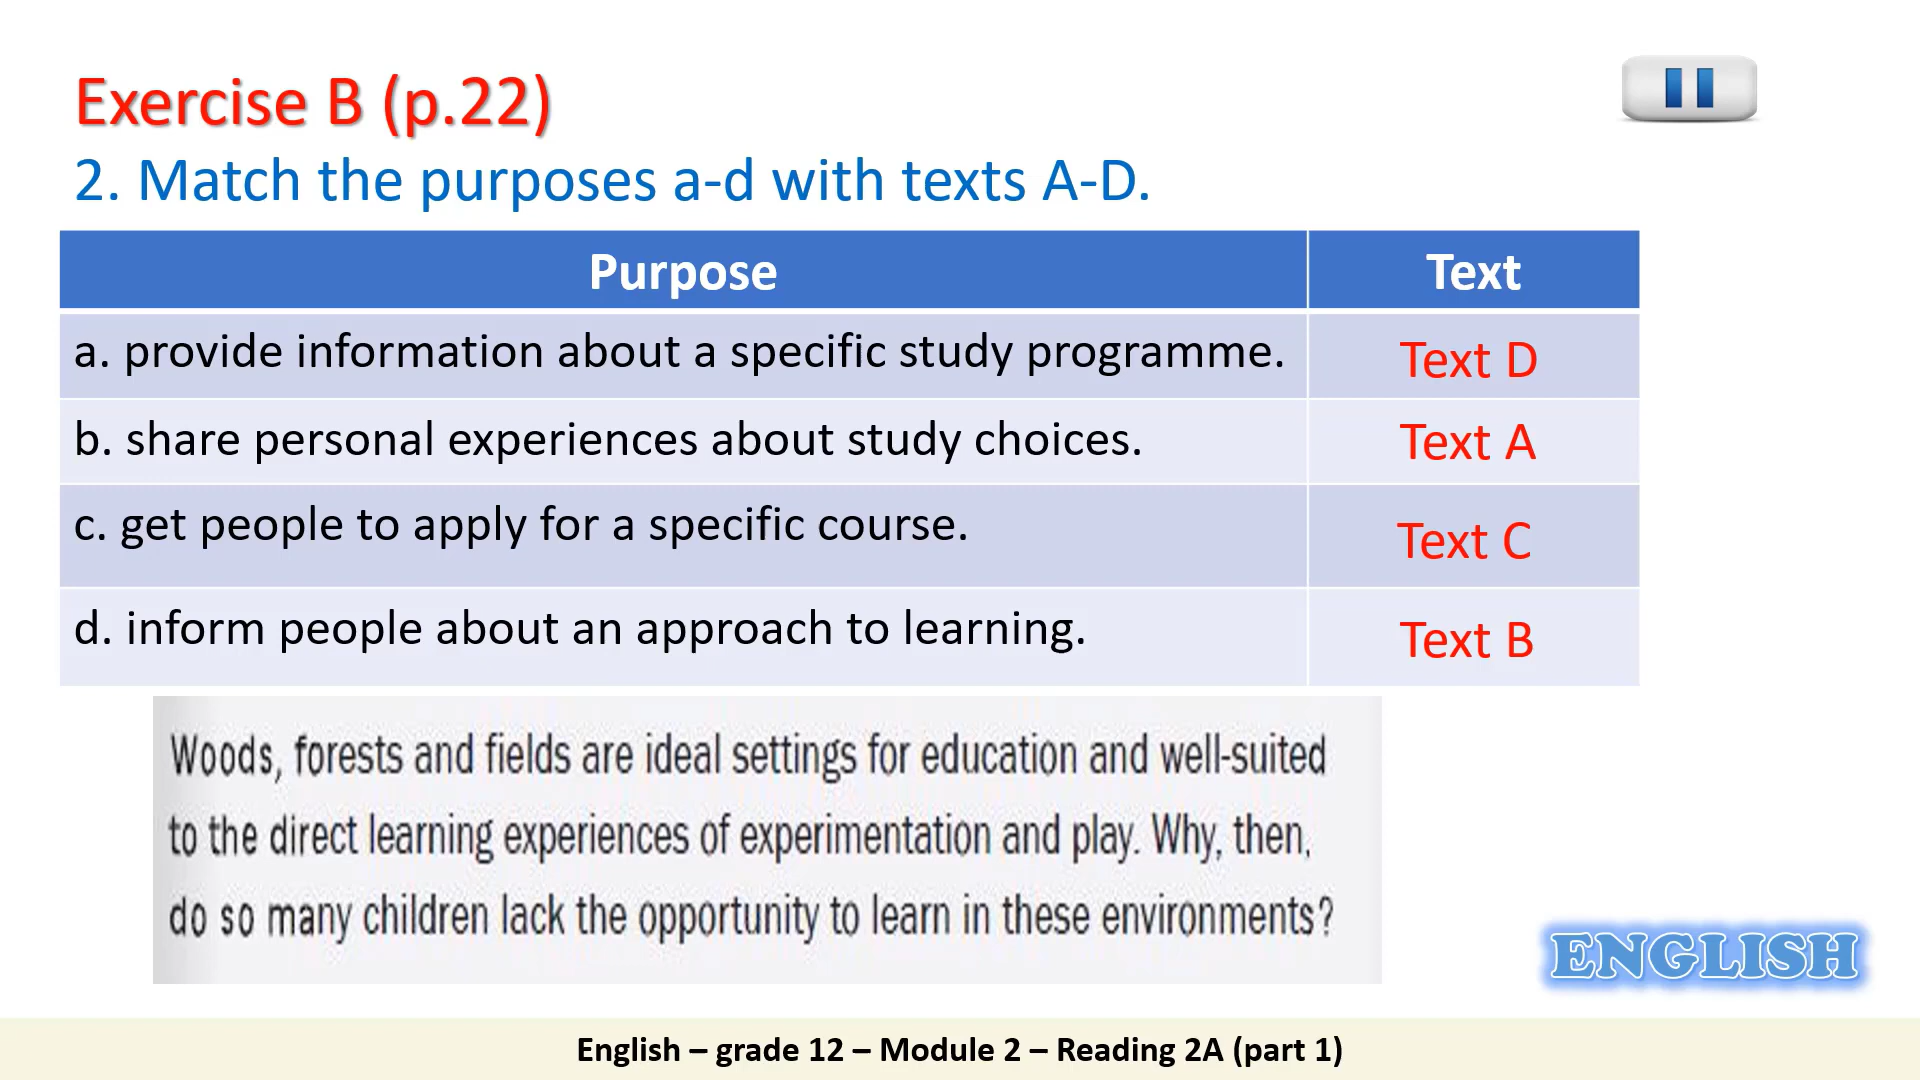 Exercise B (p.22)
2. Match the purposes a-d with texts A-D.
Purpose Text
a. provide information about a specific study programme. Text D
b. share personal experiences about study choices. Text A
c. get people to apply for a specific course. Text C
d. inform people about an approach to learning. Text B
Woods, forests and fields are ideal settings for education and well-suited
to the direct learning experiences of experimentation and play. Why, then,
do so many children lack the opportunity to learn in these environments?
ENGLISH
English – grade 12 – Module 2 – Reading 2A (part 1)